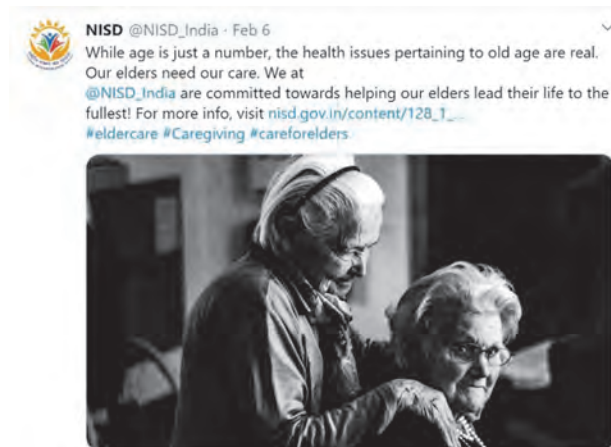 NISD @NISD_India · Feb 6
While age is just a number, the health issues pertaining to old age are real.
Our elders need our care. We at
@NISD_India are committed towards helping our elders lead their life to the
fullest! For more info, visit nisd.gov.in/content/128_1_...
#eldercare #Caregiving #careforelders